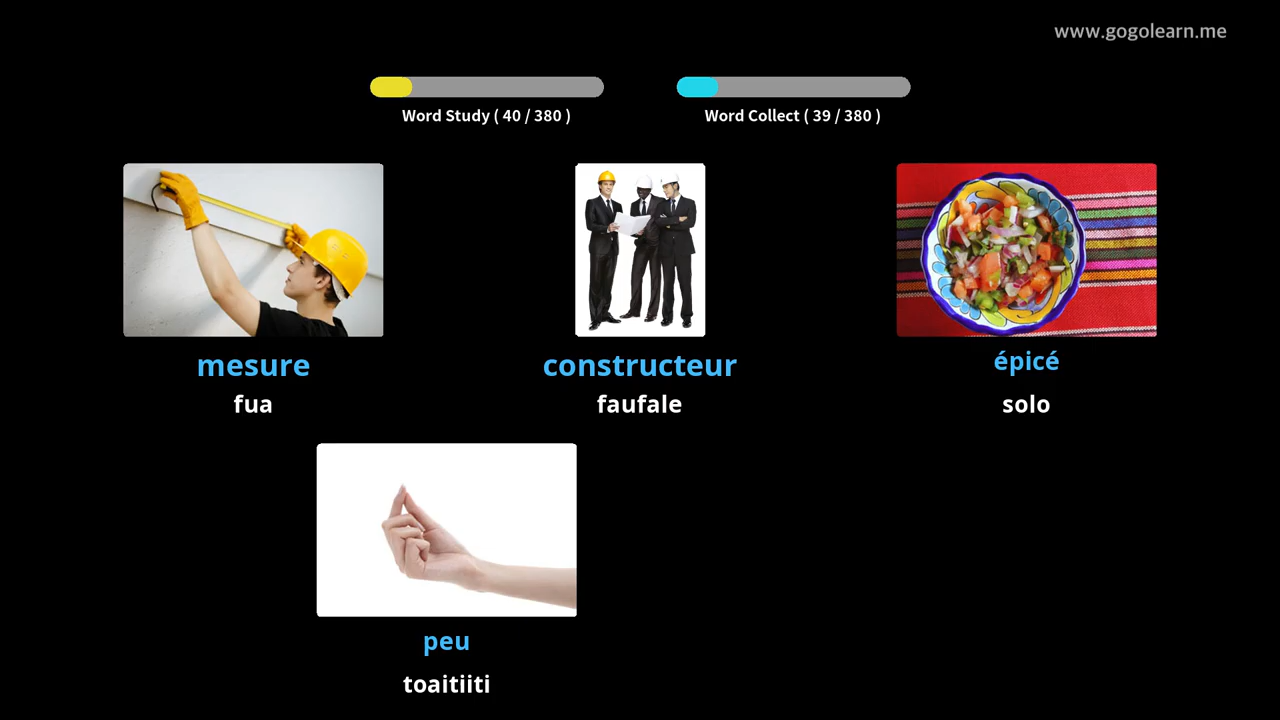 www.gogolearn.me
Word Study ( 40 / 380 )
Word Collect ( 39 / 380 )
mesure
fua
constructeur
faufale
épicé
solo
peu
toaitiiti